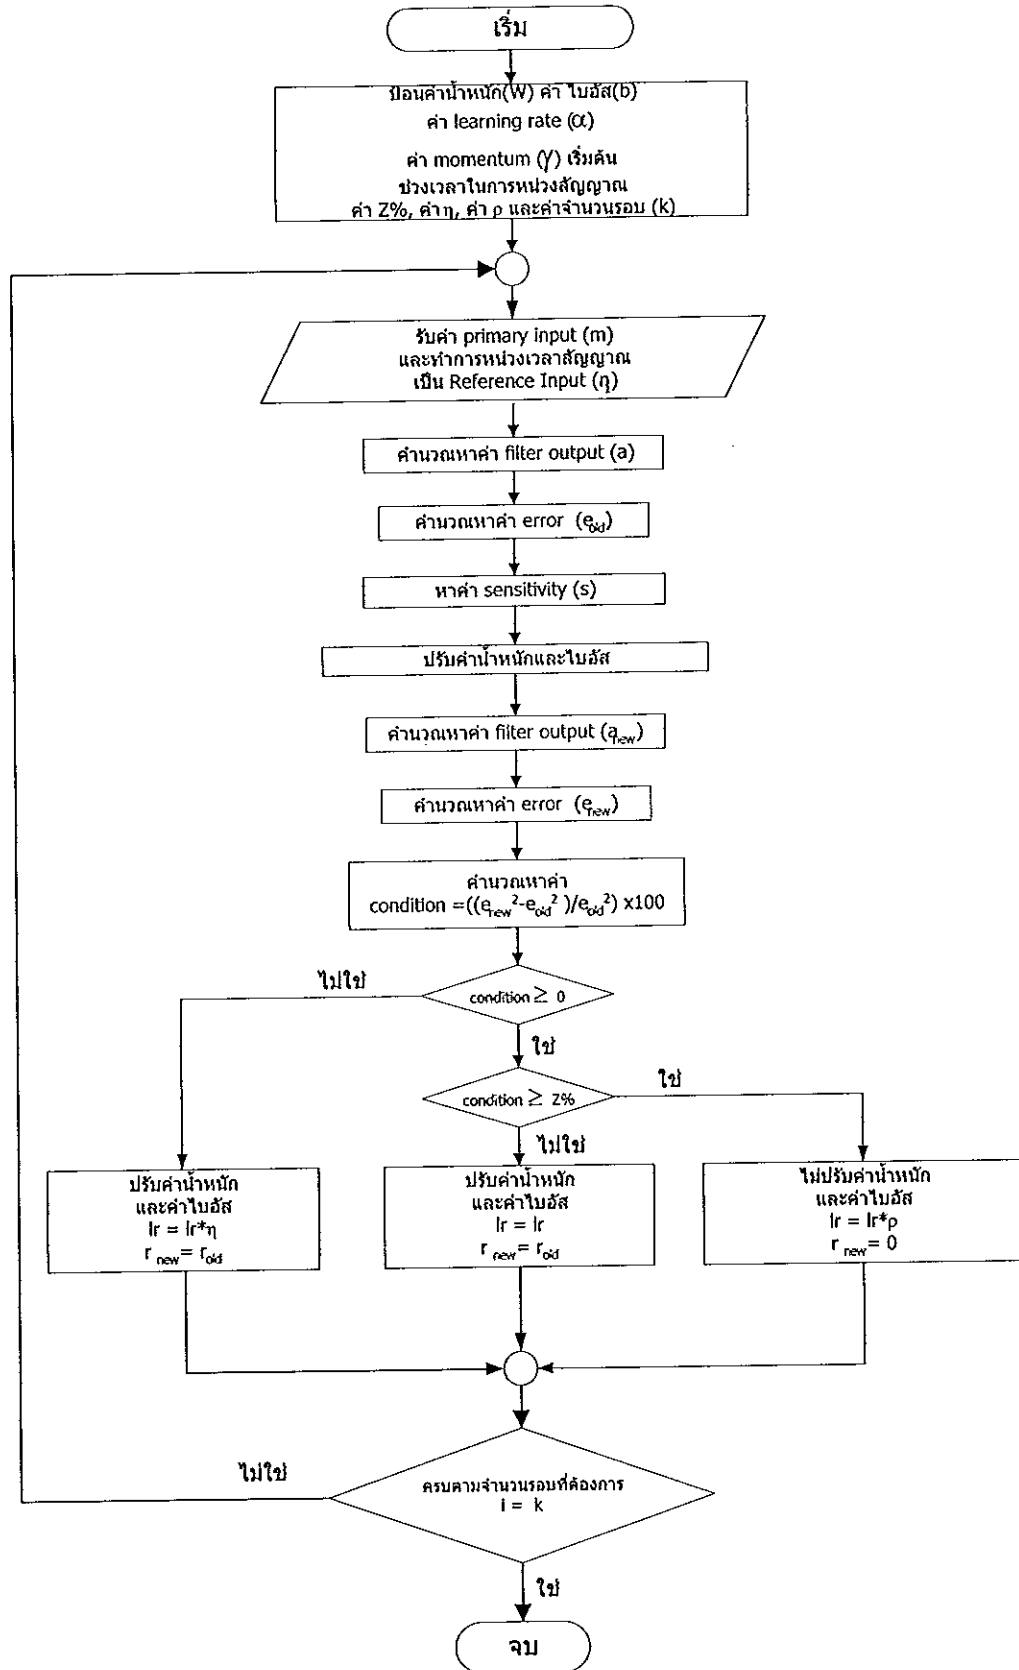 เริ่ม
ป้อนค่าน้ำหนัก(W) ค่า ไบอัส(b)
ค่า learning rate (α)
ค่า momentum (γ) เริ่มต้น
ช่วงเวลาในการหน่วงสัญญาณ
ค่า Z%, ค่า η, ค่า ρ และค่าจำนวนรอบ (k)
รับค่า primary input (m)
และทำการหน่วงเวลาสัญญาณ
เป็น Reference Input (η)
คำนวณหาค่า filter output (a)
คำนวณหาค่า error (e_old)
หาค่า sensitivity (s)
ปรับค่าน้ำหนักและไบอัส
คำนวณหาค่า filter output (a_new)
คำนวณหาค่า error (e_new)
คำนวณหาค่า
condition =((e_new²-e_old² )/e_old²) x100
ไม่ใช่
condition ≥ 0
ใช่
condition ≥ Z%
ใช่
ไม่ใช่
ปรับค่าน้ำหนัก
และค่าไบอัส
lr = lr*η
r_new = r_old
ปรับค่าน้ำหนัก
และค่าไบอัส
lr = lr
r_new = r_old
ไม่ปรับค่าน้ำหนัก
และค่าไบอัส
lr = lr*ρ
r_new = 0
ไม่ใช่
ครบตามจำนวนรอบที่ต้องการ
i = k
ใช่
จบ